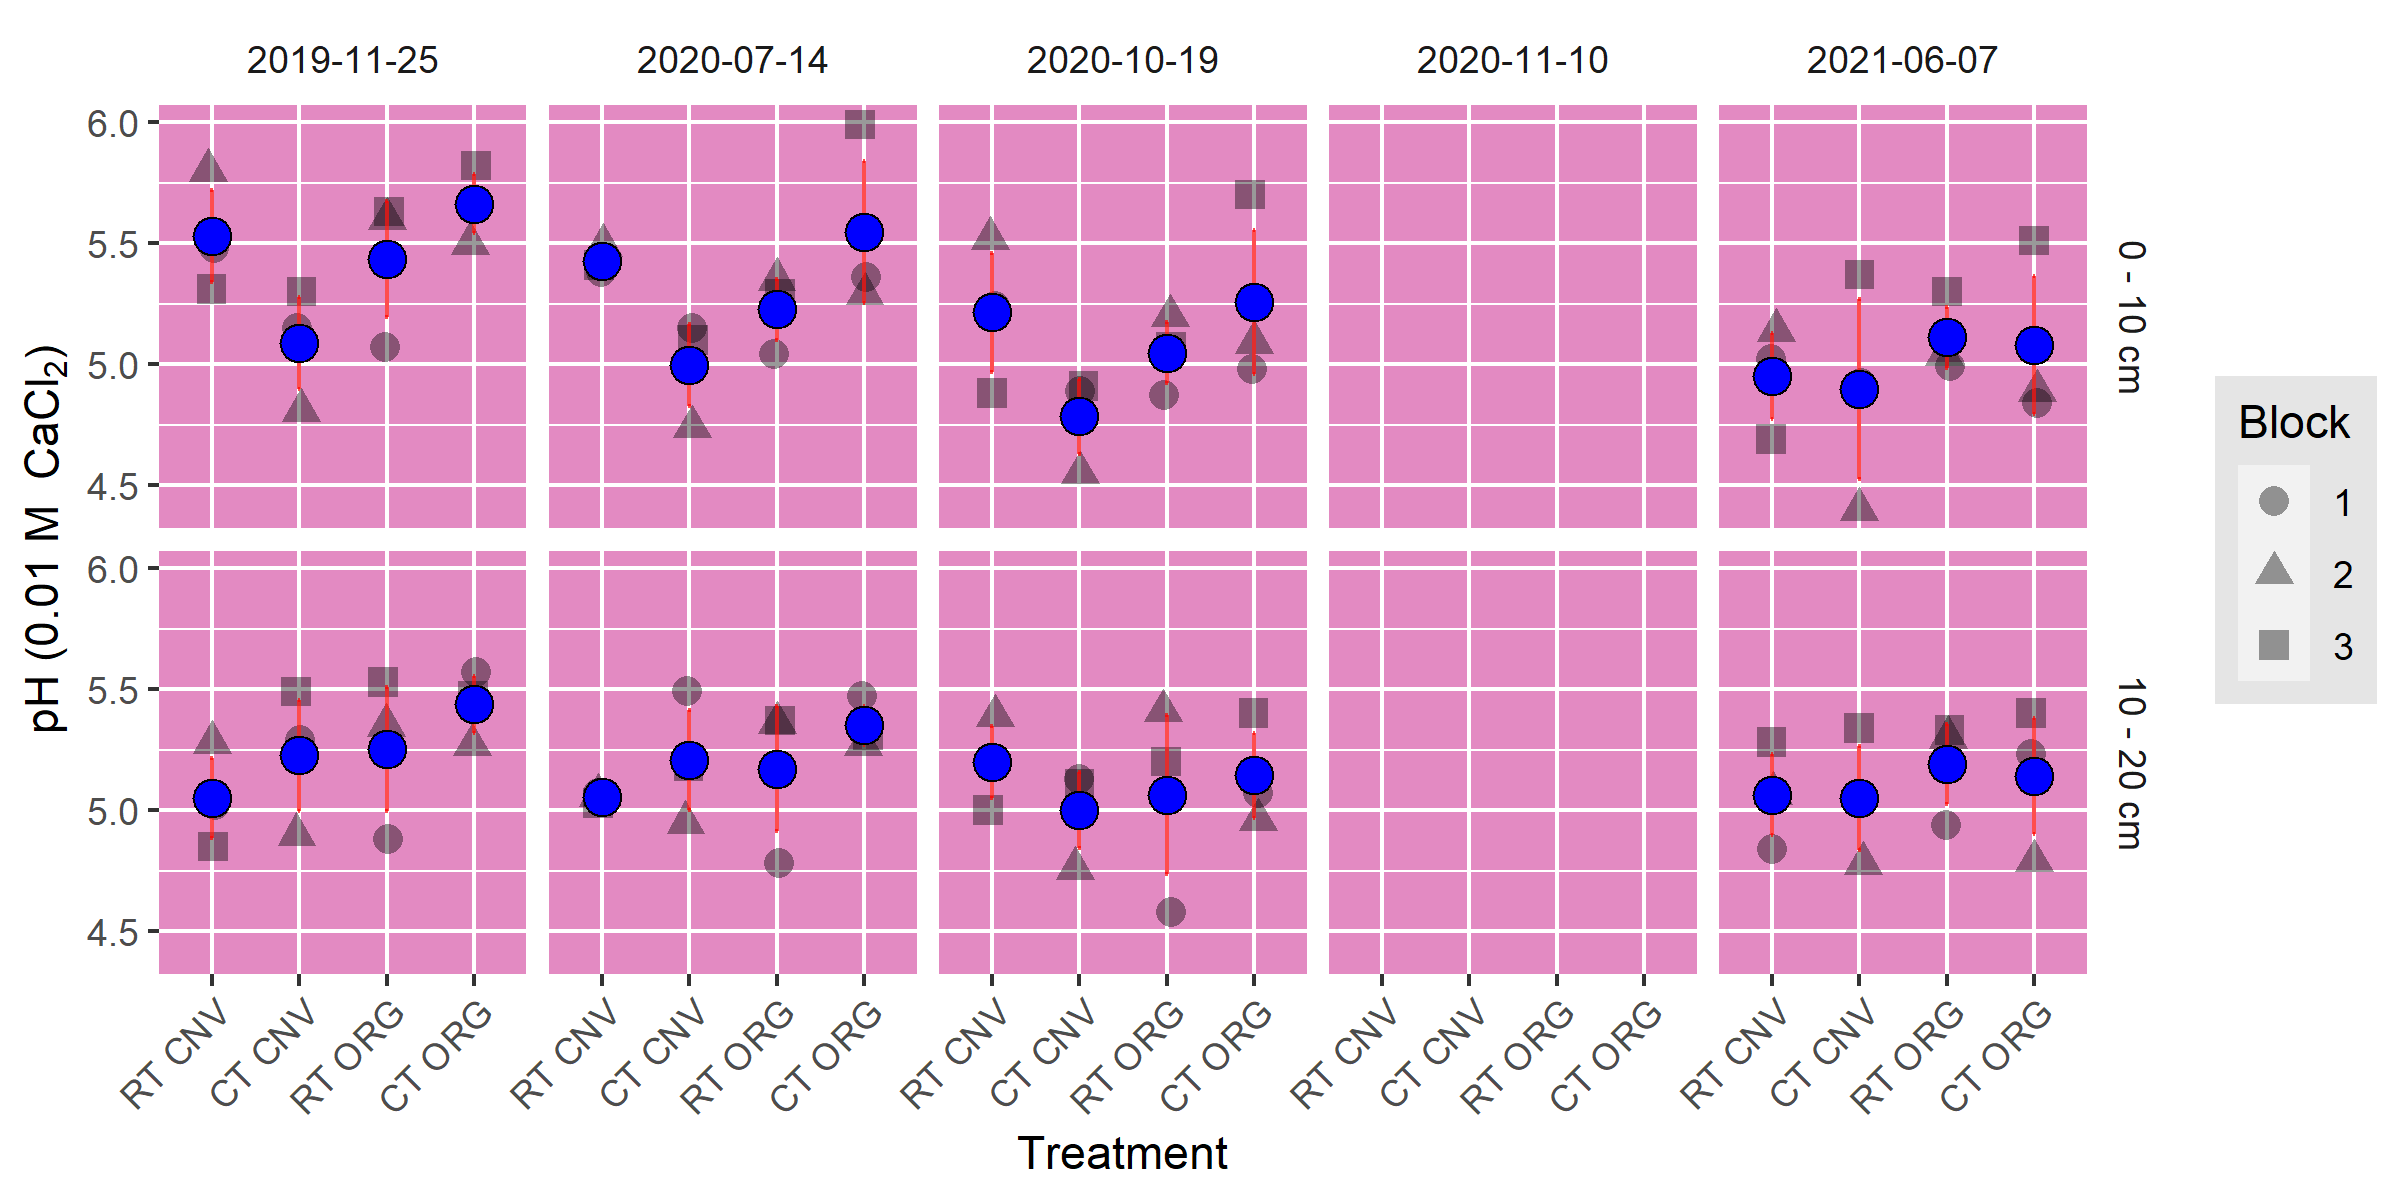 2019-11-25 2020-07-14 2020-10-19 2020-11-10 2021-06-07
6.0
5.5
5.0
4.5
0 - 10 cm
6.0
5.5
5.0
4.5
10 - 20 cm
pH (0.01 M CaCl₂)
RT CNV CT CNV RT ORG CT ORG RT CNV CT CNV RT ORG CT ORG RT CNV CT CNV RT ORG CT ORG RT CNV CT CNV RT ORG CT ORG RT CNV CT CNV RT ORG CT ORG
Treatment
Block
1
2
3